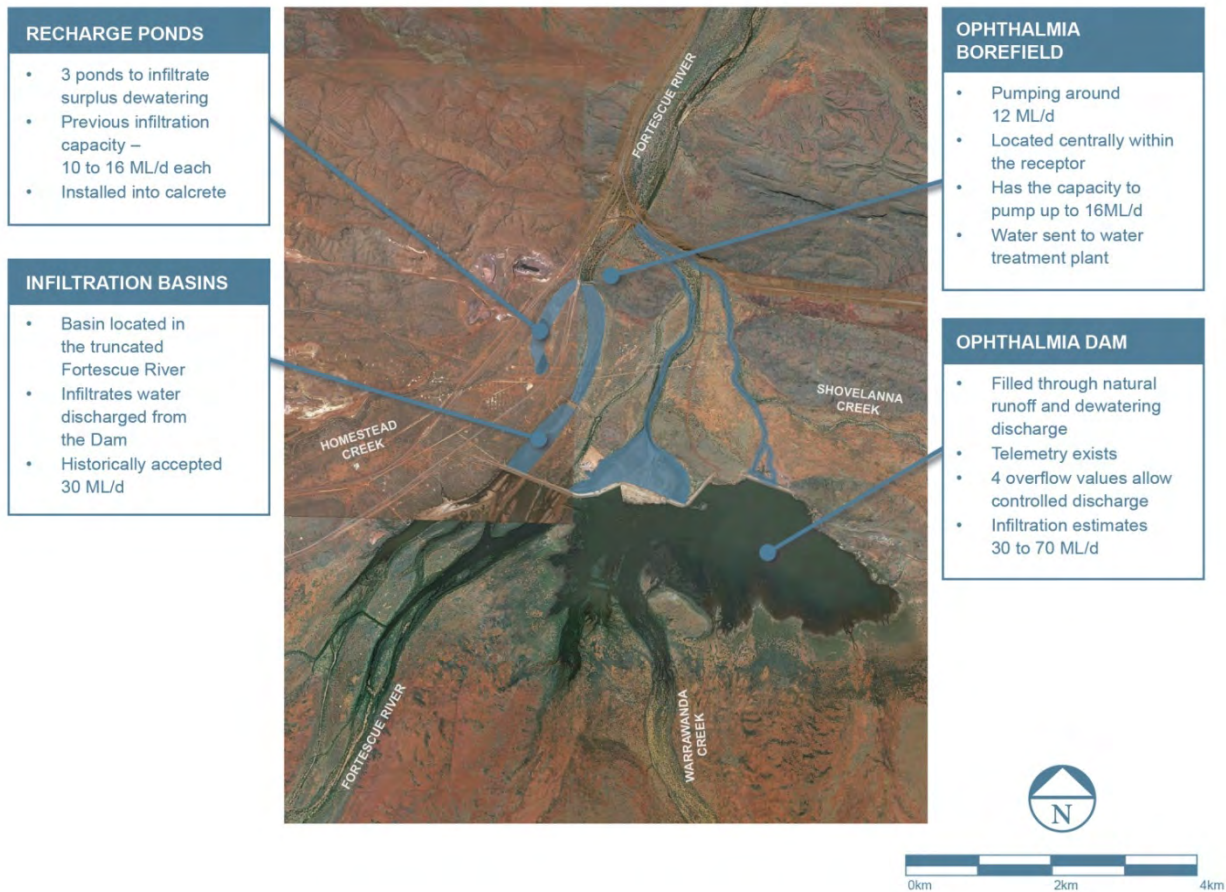 RECHARGE PONDS
• 3 ponds to infiltrate
surplus dewatering
• Previous infiltration
capacity –
10 to 16 ML/d each
• Installed into calcrete
INFILTRATION BASINS
• Basin located in
the truncated
Fortescue River
• Infiltrates water
discharged from
the Dam
• Historically accepted
30 ML/d
FORTESCUE RIVER
HOMESTEAD
CREEK
SHOVELANNA
CREEK
FORTESCUE RIVER
WARRAWANDA
CREEK
OPHTHALMIA
BOREFIELD
• Pumping around
12 ML/d
• Located centrally within
the receptor
• Has the capacity to
pump up to 16ML/d
• Water sent to water
treatment plant
OPHTHALMIA DAM
• Filled through natural
runoff and dewatering
discharge
• Telemetry exists
• 4 overflow values allow
controlled discharge
• Infiltration estimates
30 to 70 ML/d
N
0km 2km 4km